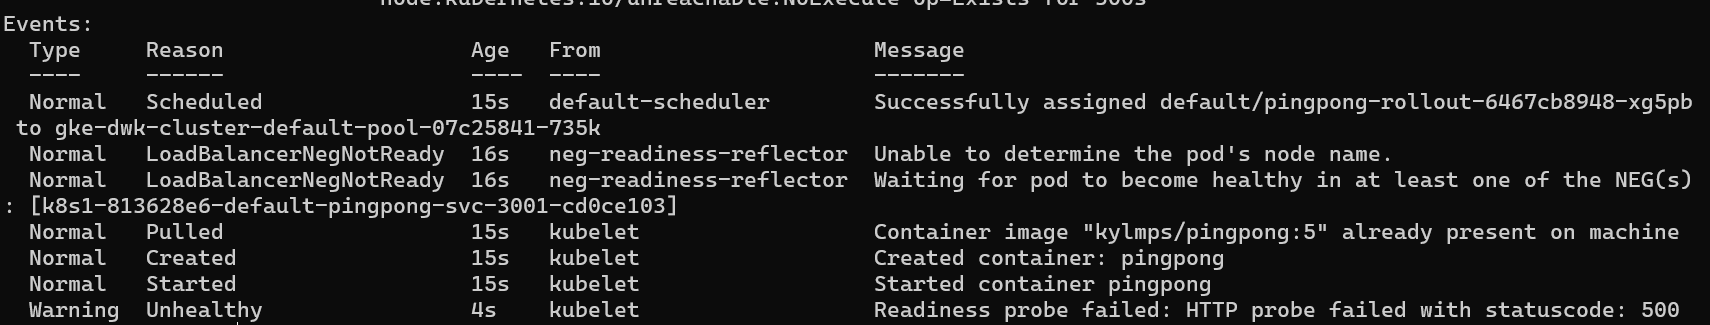 node.kubernetes.io/unreachable:NoExecute op=Exists for 300s
Events:
  Type     Reason                   Age   From                     Message
  ----     ------                   ----  ----                     -------
  Normal   Scheduled                15s   default-scheduler        Successfully assigned default/pingpong-rollout-6467cb8948-xg5pb
 to gke-dwk-cluster-default-pool-07c25841-735k
  Normal   LoadBalancerNegNotReady  16s   neg-readiness-reflector  Unable to determine the pod's node name.
  Normal   LoadBalancerNegNotReady  16s   neg-readiness-reflector  Waiting for pod to become healthy in at least one of the NEG(s)
: [k8s1-813628e6-default-pingpong-svc-3001-cd0ce103]
  Normal   Pulled                   15s   kubelet                  Container image "kylmps/pingpong:5" already present on machine
  Normal   Created                  15s   kubelet                  Created container: pingpong
  Normal   Started                  15s   kubelet                  Started container pingpong
  Warning  Unhealthy                4s    kubelet                  Readiness probe failed: HTTP probe failed with statuscode: 500